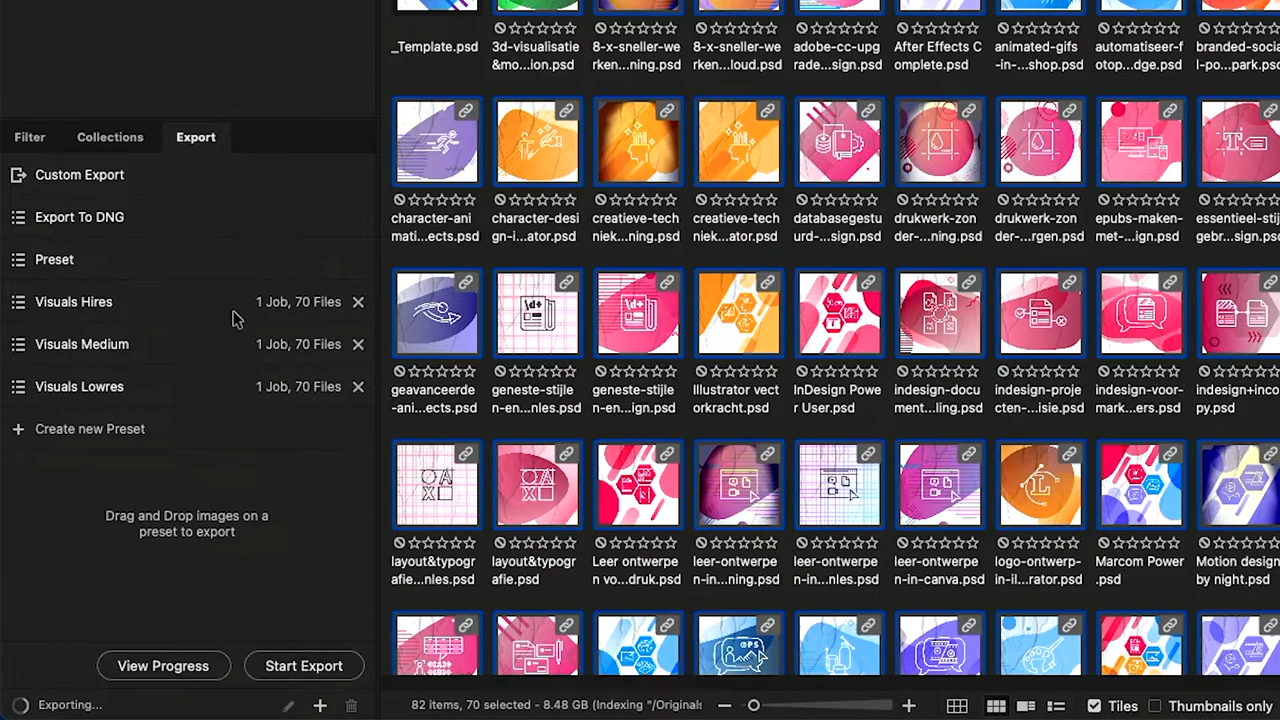 _Template.psd
3d-visualisatie
&mo...ion.psd
8-x-sneller-we
rken...ning.psd
8-x-sneller-we
rken...loud.psd
adobe-cc-upg
rade...sign.psd
After Effects C
omplete.psd
animated-gifs
-in-...shop.psd
automatiseer-f
otop...dge.psd
branded-soci
l-po...park.psd
Filter
Collections
Export
Custom Export
Export To DNG
Preset
Visuals Hires
1 Job, 70 Files
Visuals Medium
1 Job, 70 Files
Visuals Lowres
1 Job, 70 Files
Create new Preset
Drag and Drop images on a
preset to export
View Progress
Start Export
Exporting...
character-ani
mati...ects.psd
character-desi
gn-i...ator.psd
creatieve-tech
niek...ning.psd
creatieve-tech
niek...ator.psd
databasegestu
urd-...sign.psd
drukwerk-zon
der-...ning.psd
drukwerk-zon
der-...rgen.psd
epubs-maken-
met-...ign.psd
essentieel-sti
gebr...sign.psd
geavanceerde
-ani...ects.psd
geneste-stijle
n-en...nles.psd
geneste-stijle
n-en...ign.psd
Illustrator vect
orkracht.psd
InDesign Powe
r User.psd
indesign-docu
ment...ling.psd
indesign-proje
cten-...isie.psd
indesign-voor-
mark...ers.psd
indesign+inco
py.psd
layout&typogr
afie...nles.psd
layout&typogra
fie.psd
Leer ontwerpe
n vo...druk.psd
leer-ontwerpe
n-in...ning.psd
leer-ontwerpe
n-in...nles.psd
leer-ontwerpe
n-in-canva.psd
logo-ontwerp-
in-il...rator.psd
Marcom Power
.psd
Motion design
by night.psd
82 items, 70 selected - 8.48 GB (Indexing "/Originals
Tiles
Thumbnails only